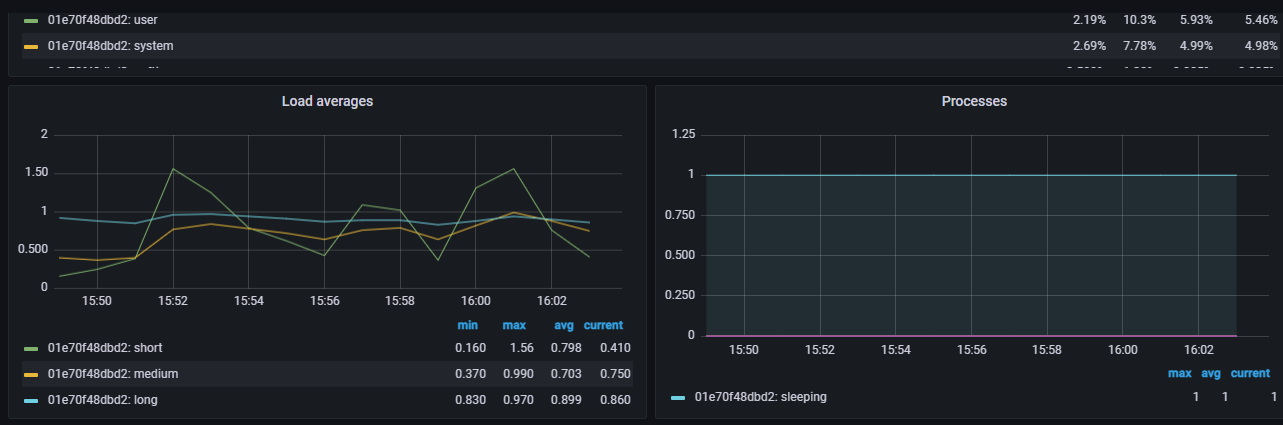 01e70f48dbd2: user 2.19% 10.3% 5.93% 5.46%
01e70f48dbd2: system 2.69% 7.78% 4.99% 4.98%
Load averages
2
1.50
1
0.500
0
15:50 15:52 15:54 15:56 15:58 16:00 16:02
min max avg current
01e70f48dbd2: short 0.160 1.56 0.798 0.410
01e70f48dbd2: medium 0.370 0.990 0.703 0.750
01e70f48dbd2: long 0.830 0.970 0.899 0.860
Processes
1.25
1
0.750
0.500
0.250
0
15:50 15:52 15:54 15:56 15:58 16:00 16:02
max avg current
01e70f48dbd2: sleeping 1 1 1